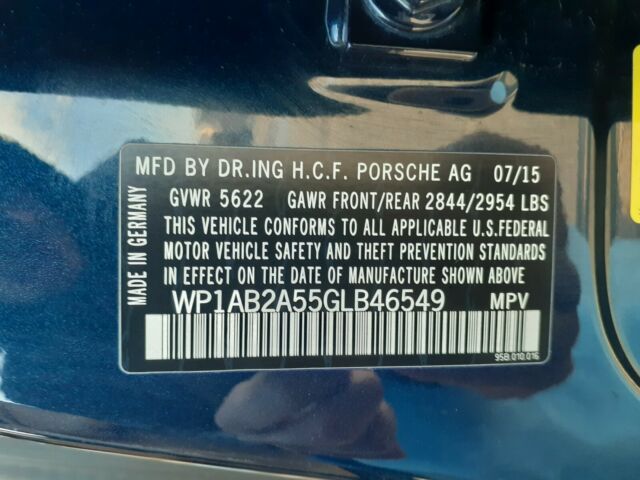 MFD BY DR.ING H.C.F. PORSCHE AG 07/15
GVWR 5622 GAWR FRONT/REAR 2844/2954 LBS
THIS VEHICLE CONFORMS TO ALL APPLICABLE U.S.FEDERAL
MOTOR VEHICLE SAFETY AND THEFT PREVENTION STANDARDS
IN EFFECT ON THE DATE OF MANUFACTURE SHOWN ABOVE
WP1AB2A55GLB46549 MPV
95B.010.016
MADE IN GERMANY